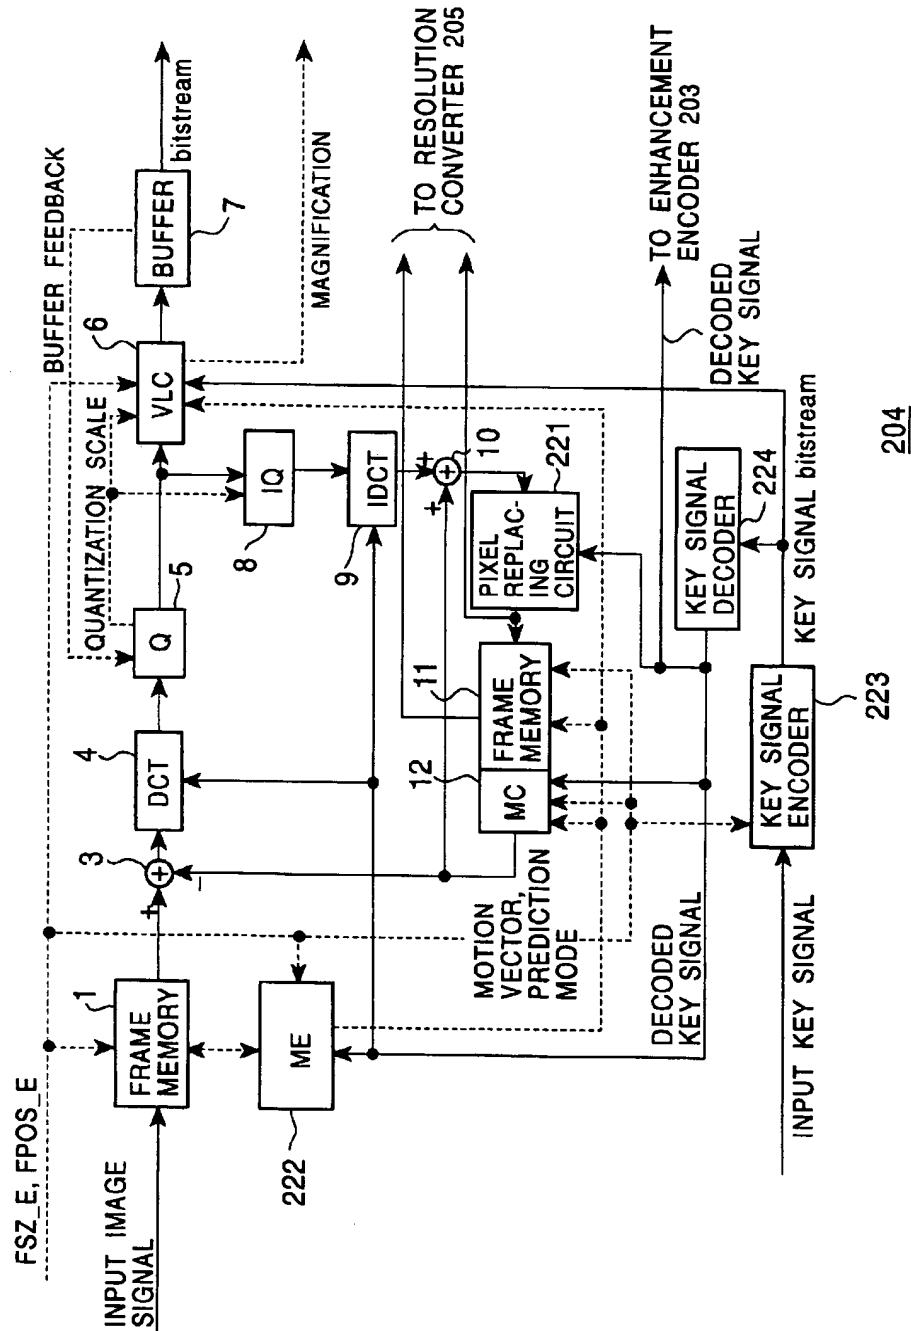 FSZ_E, FPOS_E
INPUT IMAGE
SIGNAL
FRAME
MEMORY
1
+
-
3
+
DCT
4
Q
5
QUANTIZATION SCALE
BUFFER FEEDBACK
VLC
6
BUFFER
7
bitstream
MAGNIFICATION
IQ
8
IDCT
9
+
+
+
10
TO RESOLUTION
CONVERTER 205
ME
222
MOTION
VECTOR,
PREDICTION
MODE
MC
12
FRAME
MEMORY
11
PIXEL
REPLAC-
ING
CIRCUIT
221
TO ENHANCEMENT
ENCODER 203
DECODED
KEY SIGNAL
DECODED
KEY SIGNAL
KEY SIGNAL
DECODER
224
INPUT KEY SIGNAL
KEY SIGNAL
ENCODER
223
KEY SIGNAL bitstream
204